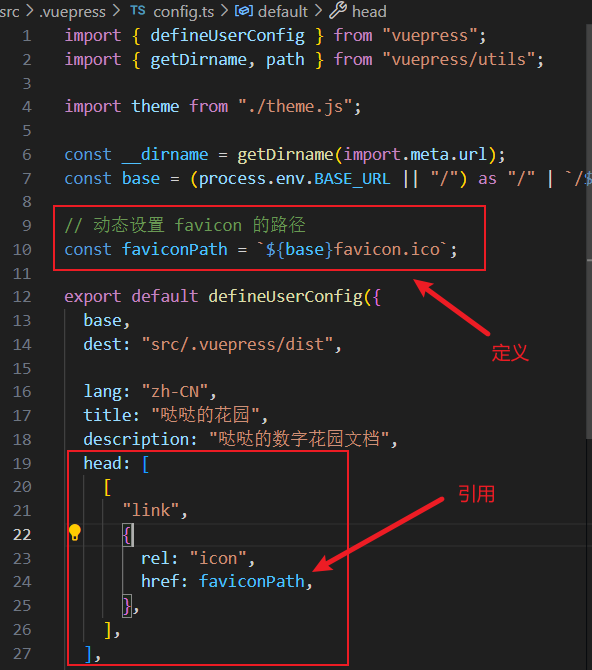 src > .vuepress > TS config.ts > default > head
1 import { defineUserConfig } from "vuepress";
2 import { getDirname, path } from "vuepress/utils";
3
4 import theme from "./theme.js";
5
6 const __dirname = getDirname(import.meta.url);
7 const base = (process.env.BASE_URL || "/") as "/" | `/$
8
9 // 动态设置 favicon 的路径
10 const faviconPath = `${base}favicon.ico`;
11
12 export default defineUserConfig({
13 base,
14 dest: "src/.vuepress/dist",
定义
15
16 lang: "zh-CN",
17 title: "哒哒的花园",
18 description: "哒哒的数字花园文档",
19 head: [
20 [
引用
21 "link",
22 {
23 rel: "icon",
24 href: faviconPath,
25 },
26 ],
27 ],